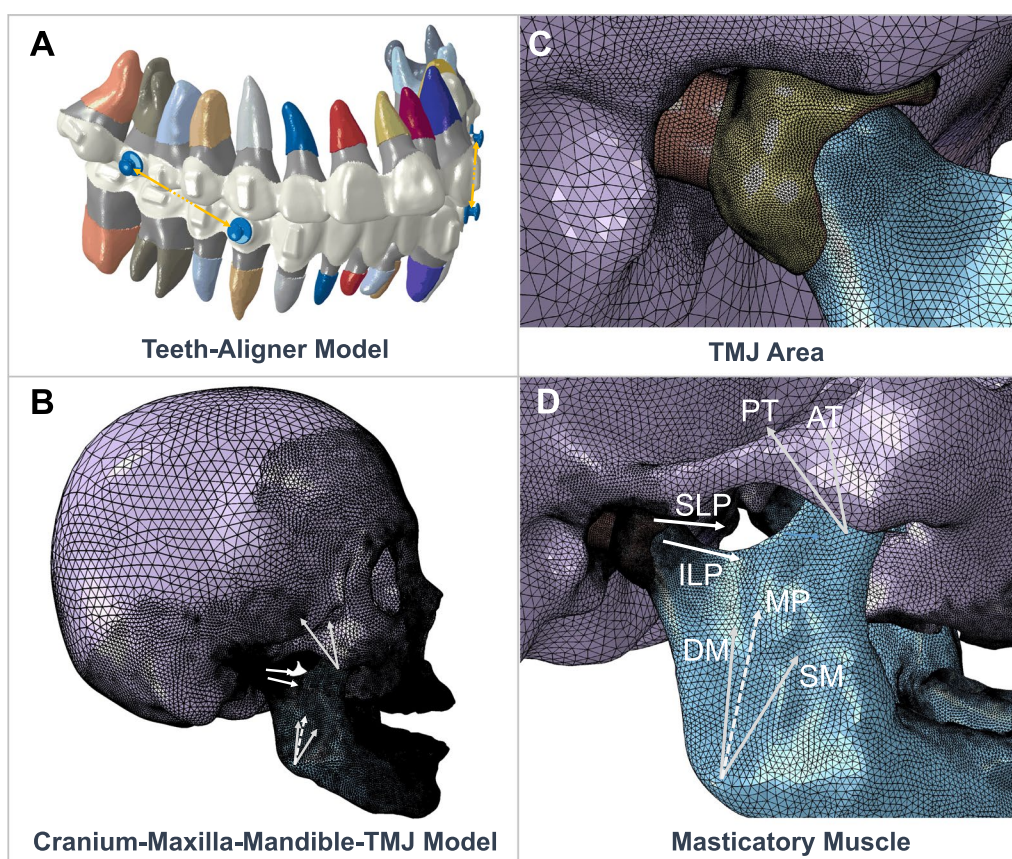 A
Teeth-Aligner Model
C
TMJ Area
B
Cranium-Maxilla-Mandible-TMJ Model
D
PT
AT
SLP
ILP
MP
DM
SM
Masticatory Muscle